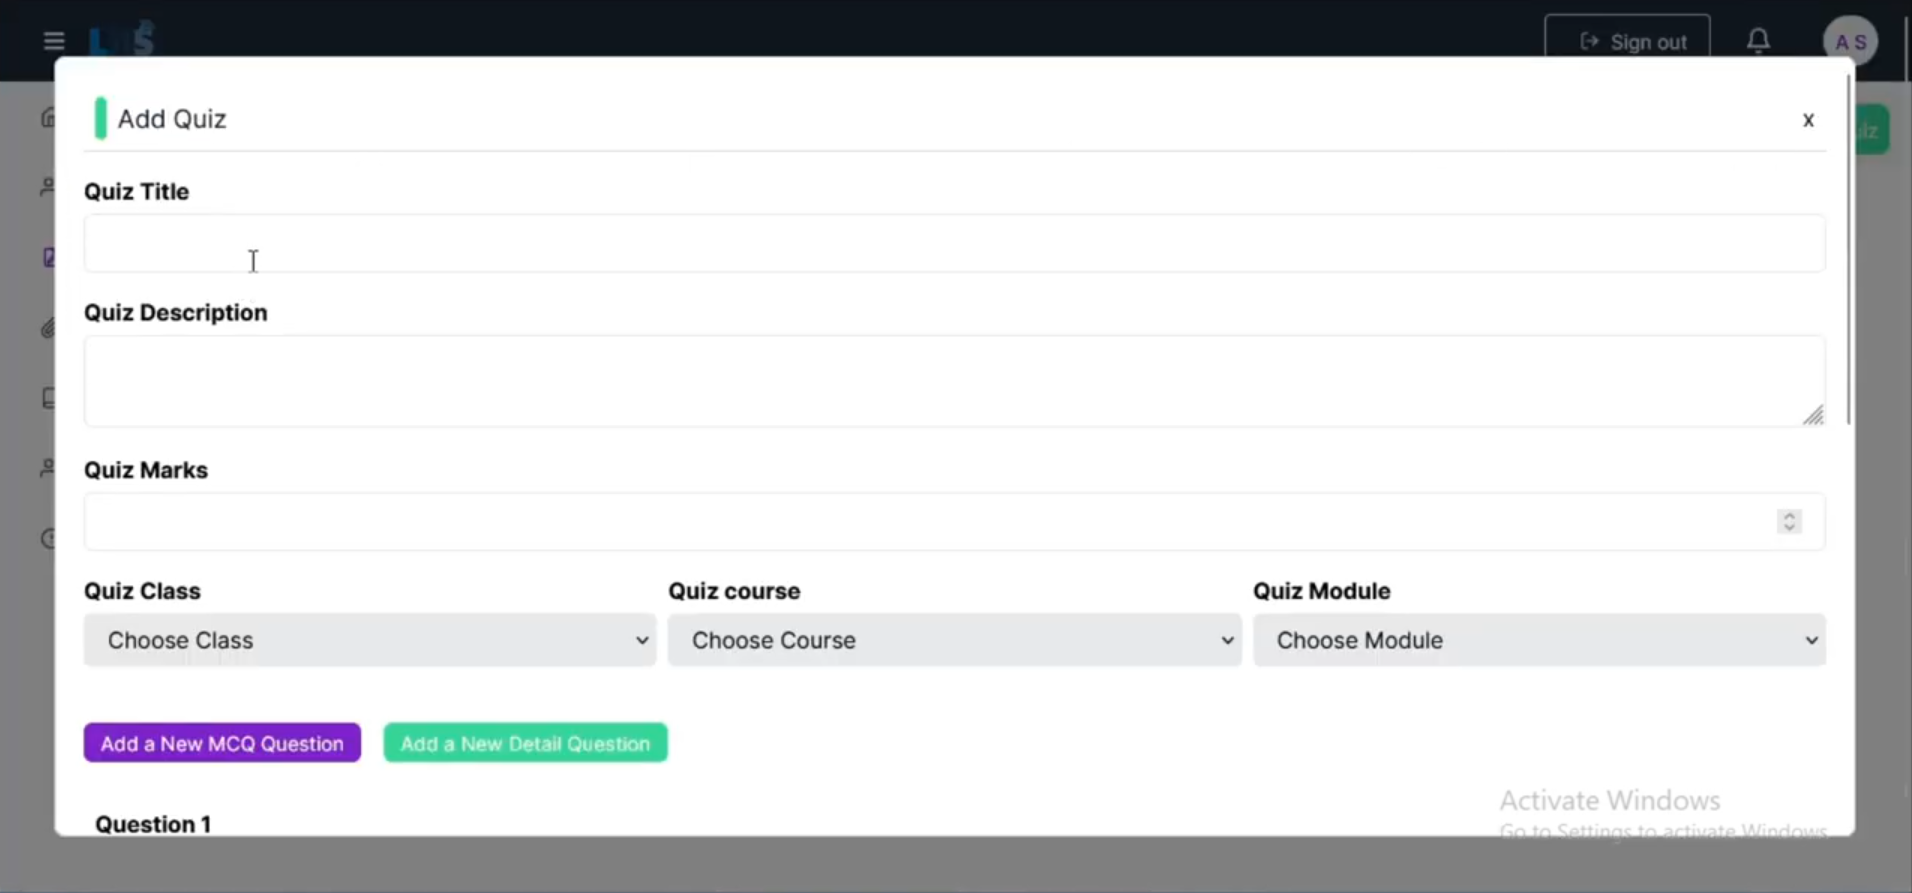 LMS
Sign out
A S
Add Quiz
x
Quiz Title
Quiz Description
Quiz Marks
Quiz Class
Quiz course
Quiz Module
Choose Class
Choose Course
Choose Module
Add a New MCQ Question
Add a New Detail Question
Question 1
Activate Windows
Go to Settings to activate Windows.